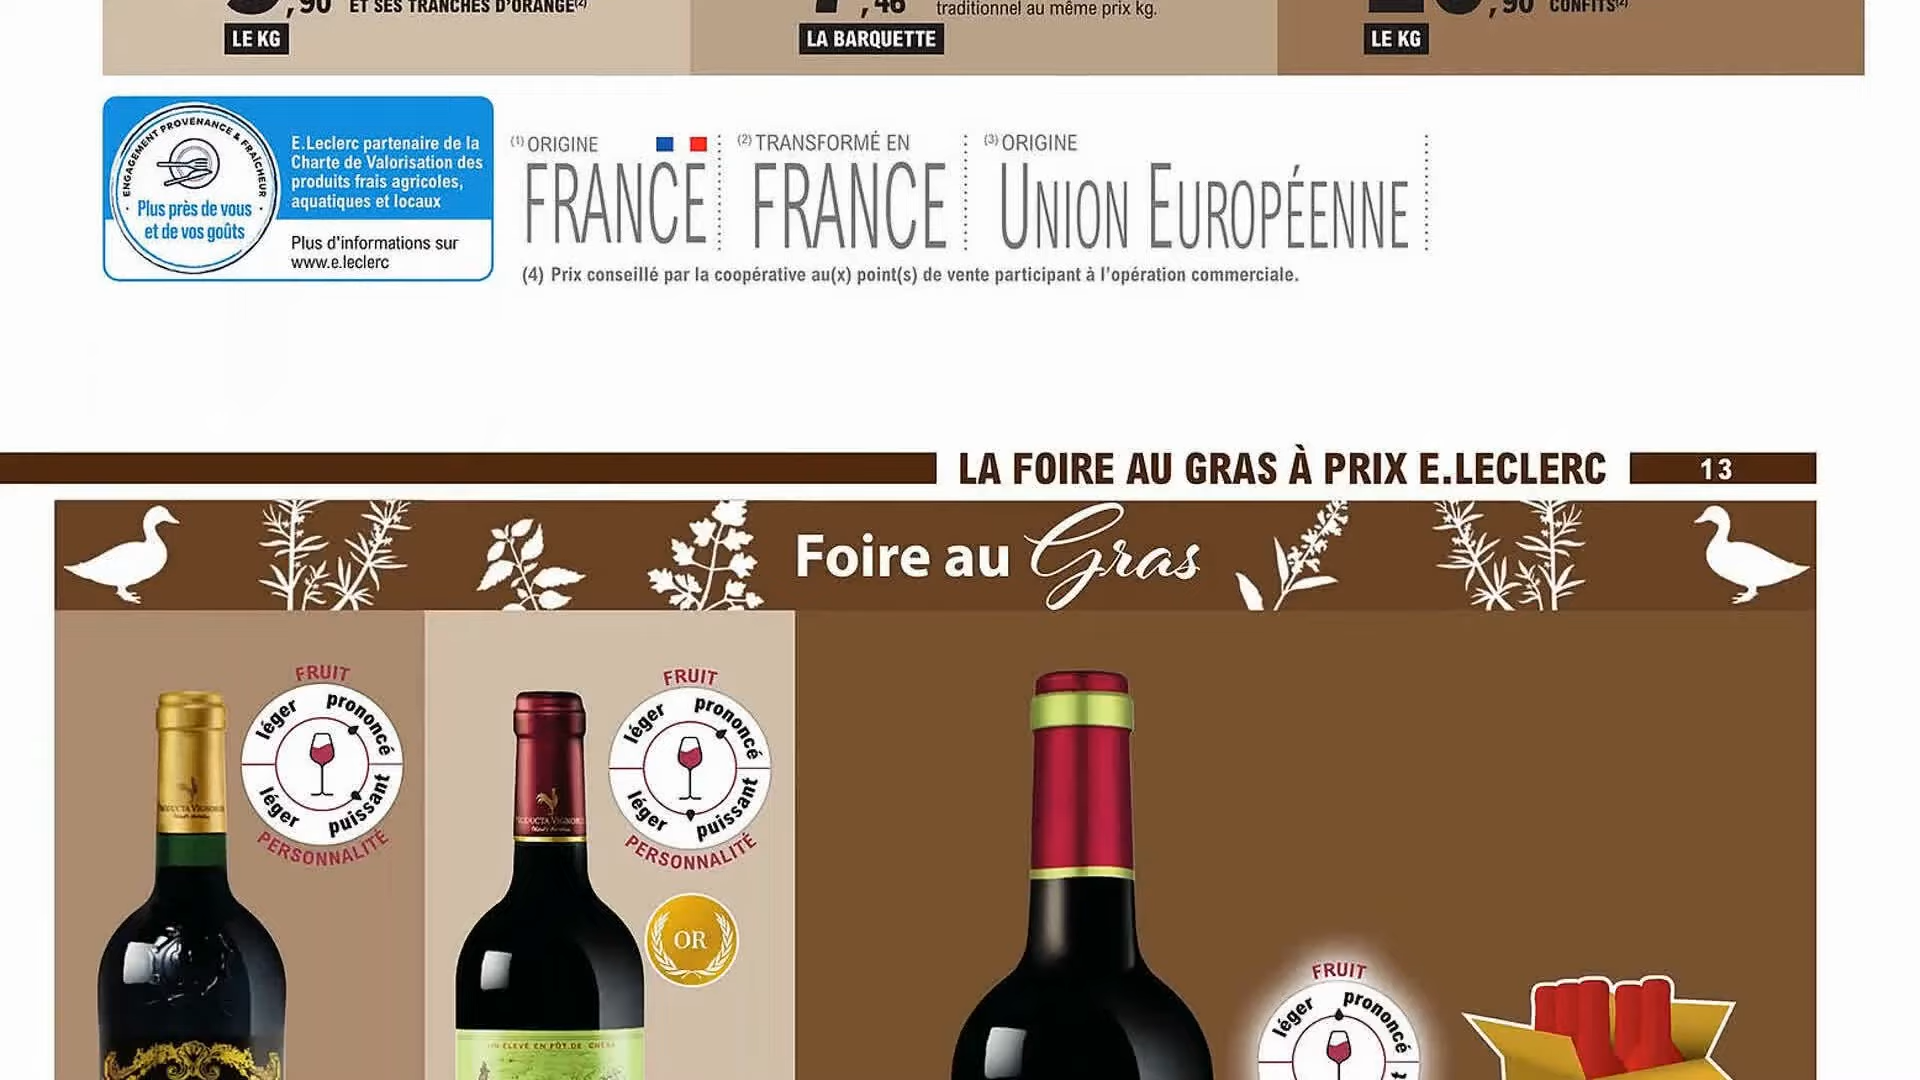 ,90 ET SES TRANCHES D'ORANGE(2)
LE KG
,46 traditionnel au même prix kg.
LA BARQUETTE
,90 CONFITS(2)
LE KG
ENGAGEMENT PROVENANCE & FRAÎCHEUR
Plus près de vous
et de vos goûts
E.Leclerc partenaire de la
Charte de Valorisation des
produits frais agricoles,
aquatiques et locaux
Plus d'informations sur
www.e.leclerc
(1) ORIGINE
FRANCE
(2) TRANSFORMÉ EN
FRANCE
(3) ORIGINE
UNION EUROPÉENNE
(4) Prix conseillé par la coopérative au(x) point(s) de vente participant à l'opération commerciale.
LA FOIRE AU GRAS À PRIX E.LECLERC 13
Foire au Gras
FRUIT
léger prononcé
léger puissant
PERSONNALITÉ
PRODUCTA VIGNOBLES
FRUIT
léger prononcé
léger puissant
PERSONNALITÉ
PRODUCTA VIGNOBLES
OR
FRUIT
léger prononcé